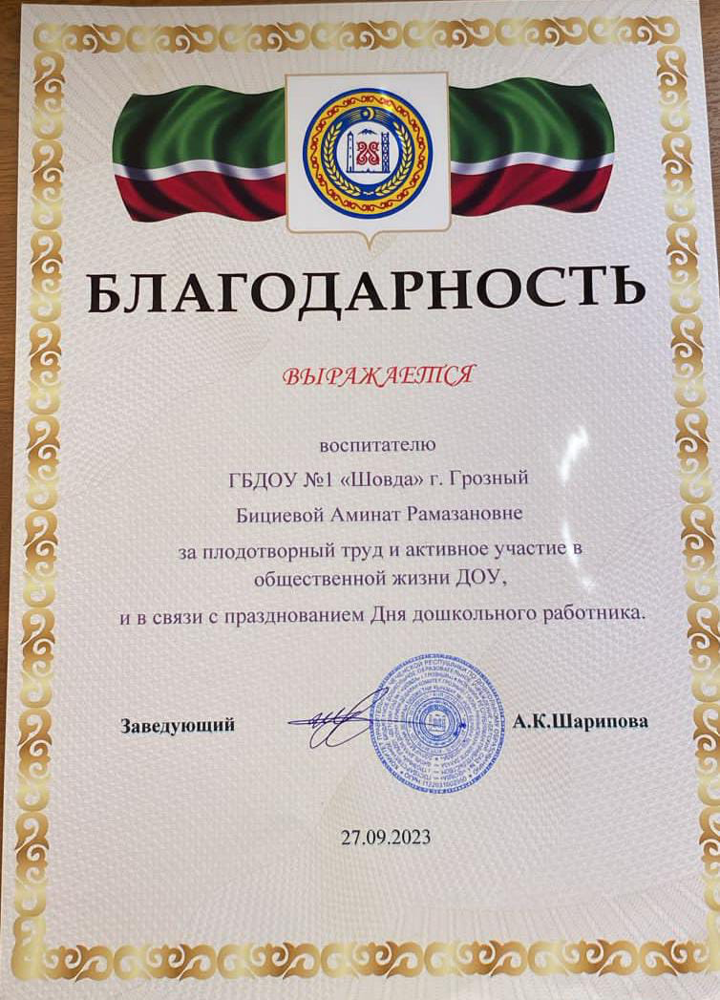 БЛАГОДАРНОСТЬ
ВЫРАЖАЕТСЯ
воспитателю
ГБДОУ №1 «Шовда» г. Грозный
Бициевой Аминат Рамазановне
за плодотворный труд и активное участие в
общественной жизни ДОУ,
и в связи с празднованием Дня дошкольного работника.
Заведующий
А.К.Шарипова
27.09.2023